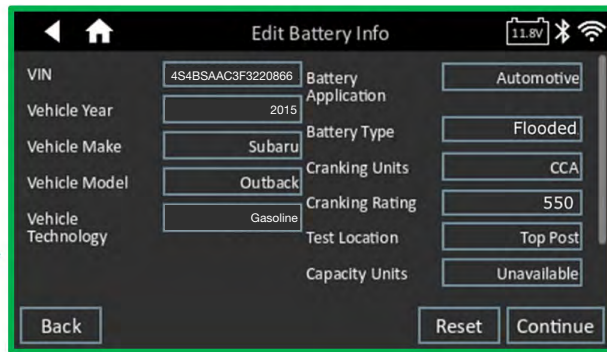 Edit Battery Info
11.8V
VIN
4S4BSAAC3F3220866
Vehicle Year
2015
Vehicle Make
Subaru
Vehicle Model
Outback
Vehicle
Technology
Gasoline
Battery
Application
Automotive
Battery Type
Flooded
Cranking Units
CCA
Cranking Rating
550
Test Location
Top Post
Capacity Units
Unavailable
Back
Reset
Continue